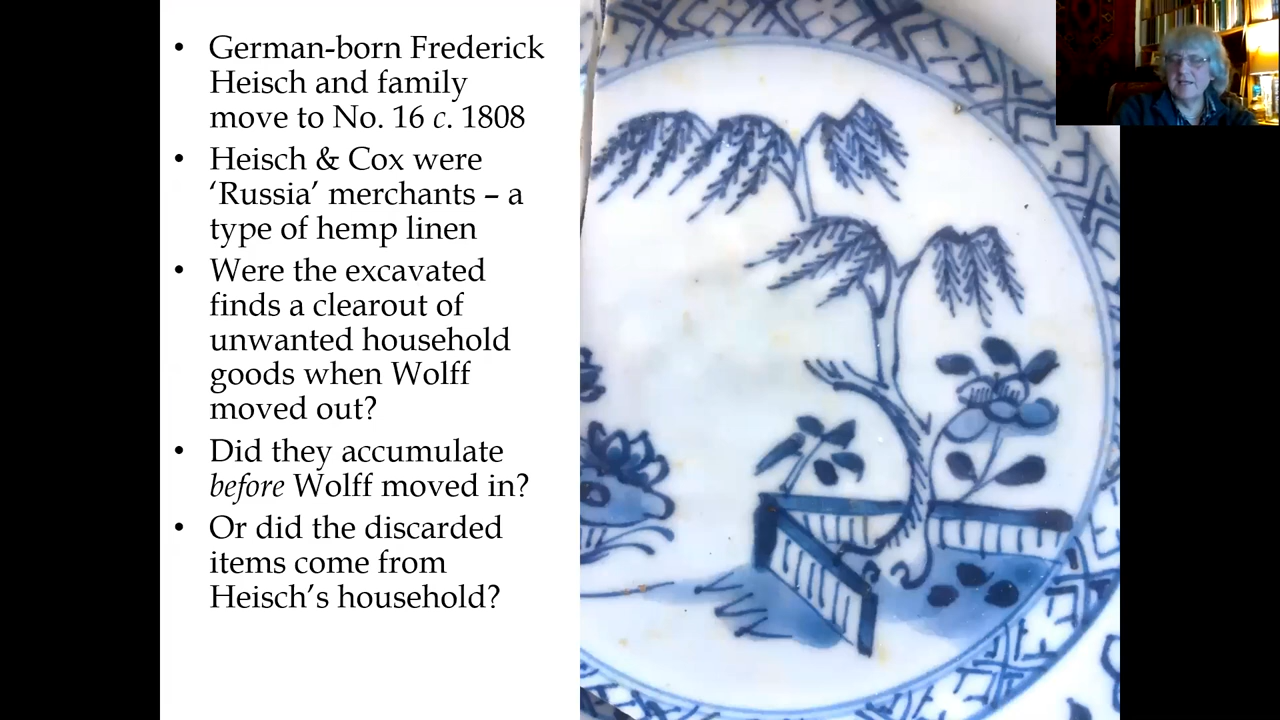 • German-born Frederick
Heisch and family
move to No. 16 c. 1808
• Heisch & Cox were
‘Russia’ merchants – a
type of hemp linen
• Were the excavated
finds a clearout of
unwanted household
goods when Wolff
moved out?
• Did they accumulate
before Wolff moved in?
• Or did the discarded
items come from
Heisch’s household?